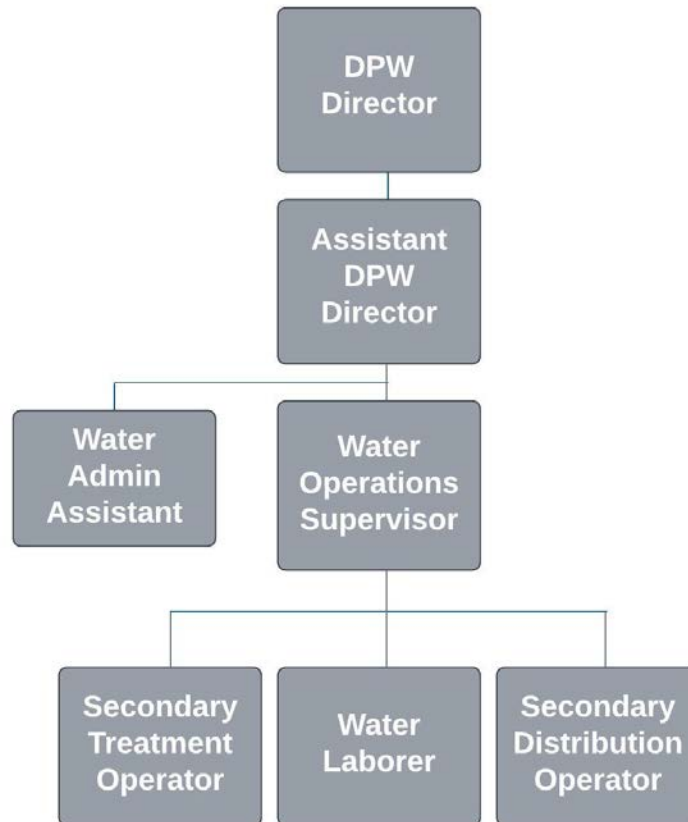 DPW
Director
Assistant
DPW
Director
Water
Admin
Assistant
Water
Operations
Supervisor
Secondary
Treatment
Operator
Water
Laborer
Secondary
Distribution
Operator